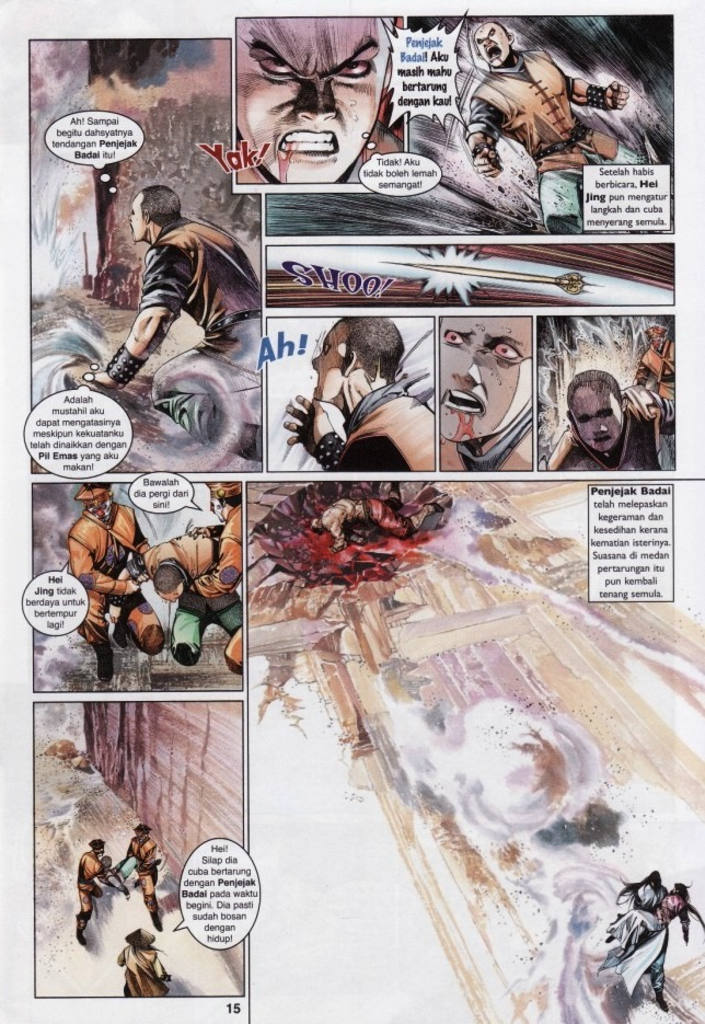 Ah! Sampai
begitu dahsyatnya
tendangan Penjejak
Badai itu!
Yak!
Tidak! Aku
tidak boleh lemah
semangat!
Penjejak
Badai! Aku
masih mahu
bertarung
dengan kau!
Setelah habis
berbicara, Hei
Jing pun mengatur
langkah dan cuba
menyerang semula.
Adalah
mustahil aku
dapat mengatasinya
meskipun kekuatanku
telah dinaikkan dengan
Pil Emas yang aku
makan!
SHOO!
Ah!
Bawalah
dia pergi dari
sini!
Hei
Jing tidak
berdaya untuk
bertempur
lagi!
Penjejak Badai
telah melepaskan
kegeraman dan
kesedihan kerana
kematian isterinya.
Suasana di medan
pertarungan itu
pun kembali
tenang semula.
Hei!
Silap dia
cuba bertarung
dengan Penjejak
Badai pada waktu
begini. Dia pasti
sudah bosan
dengan
hidup!
15